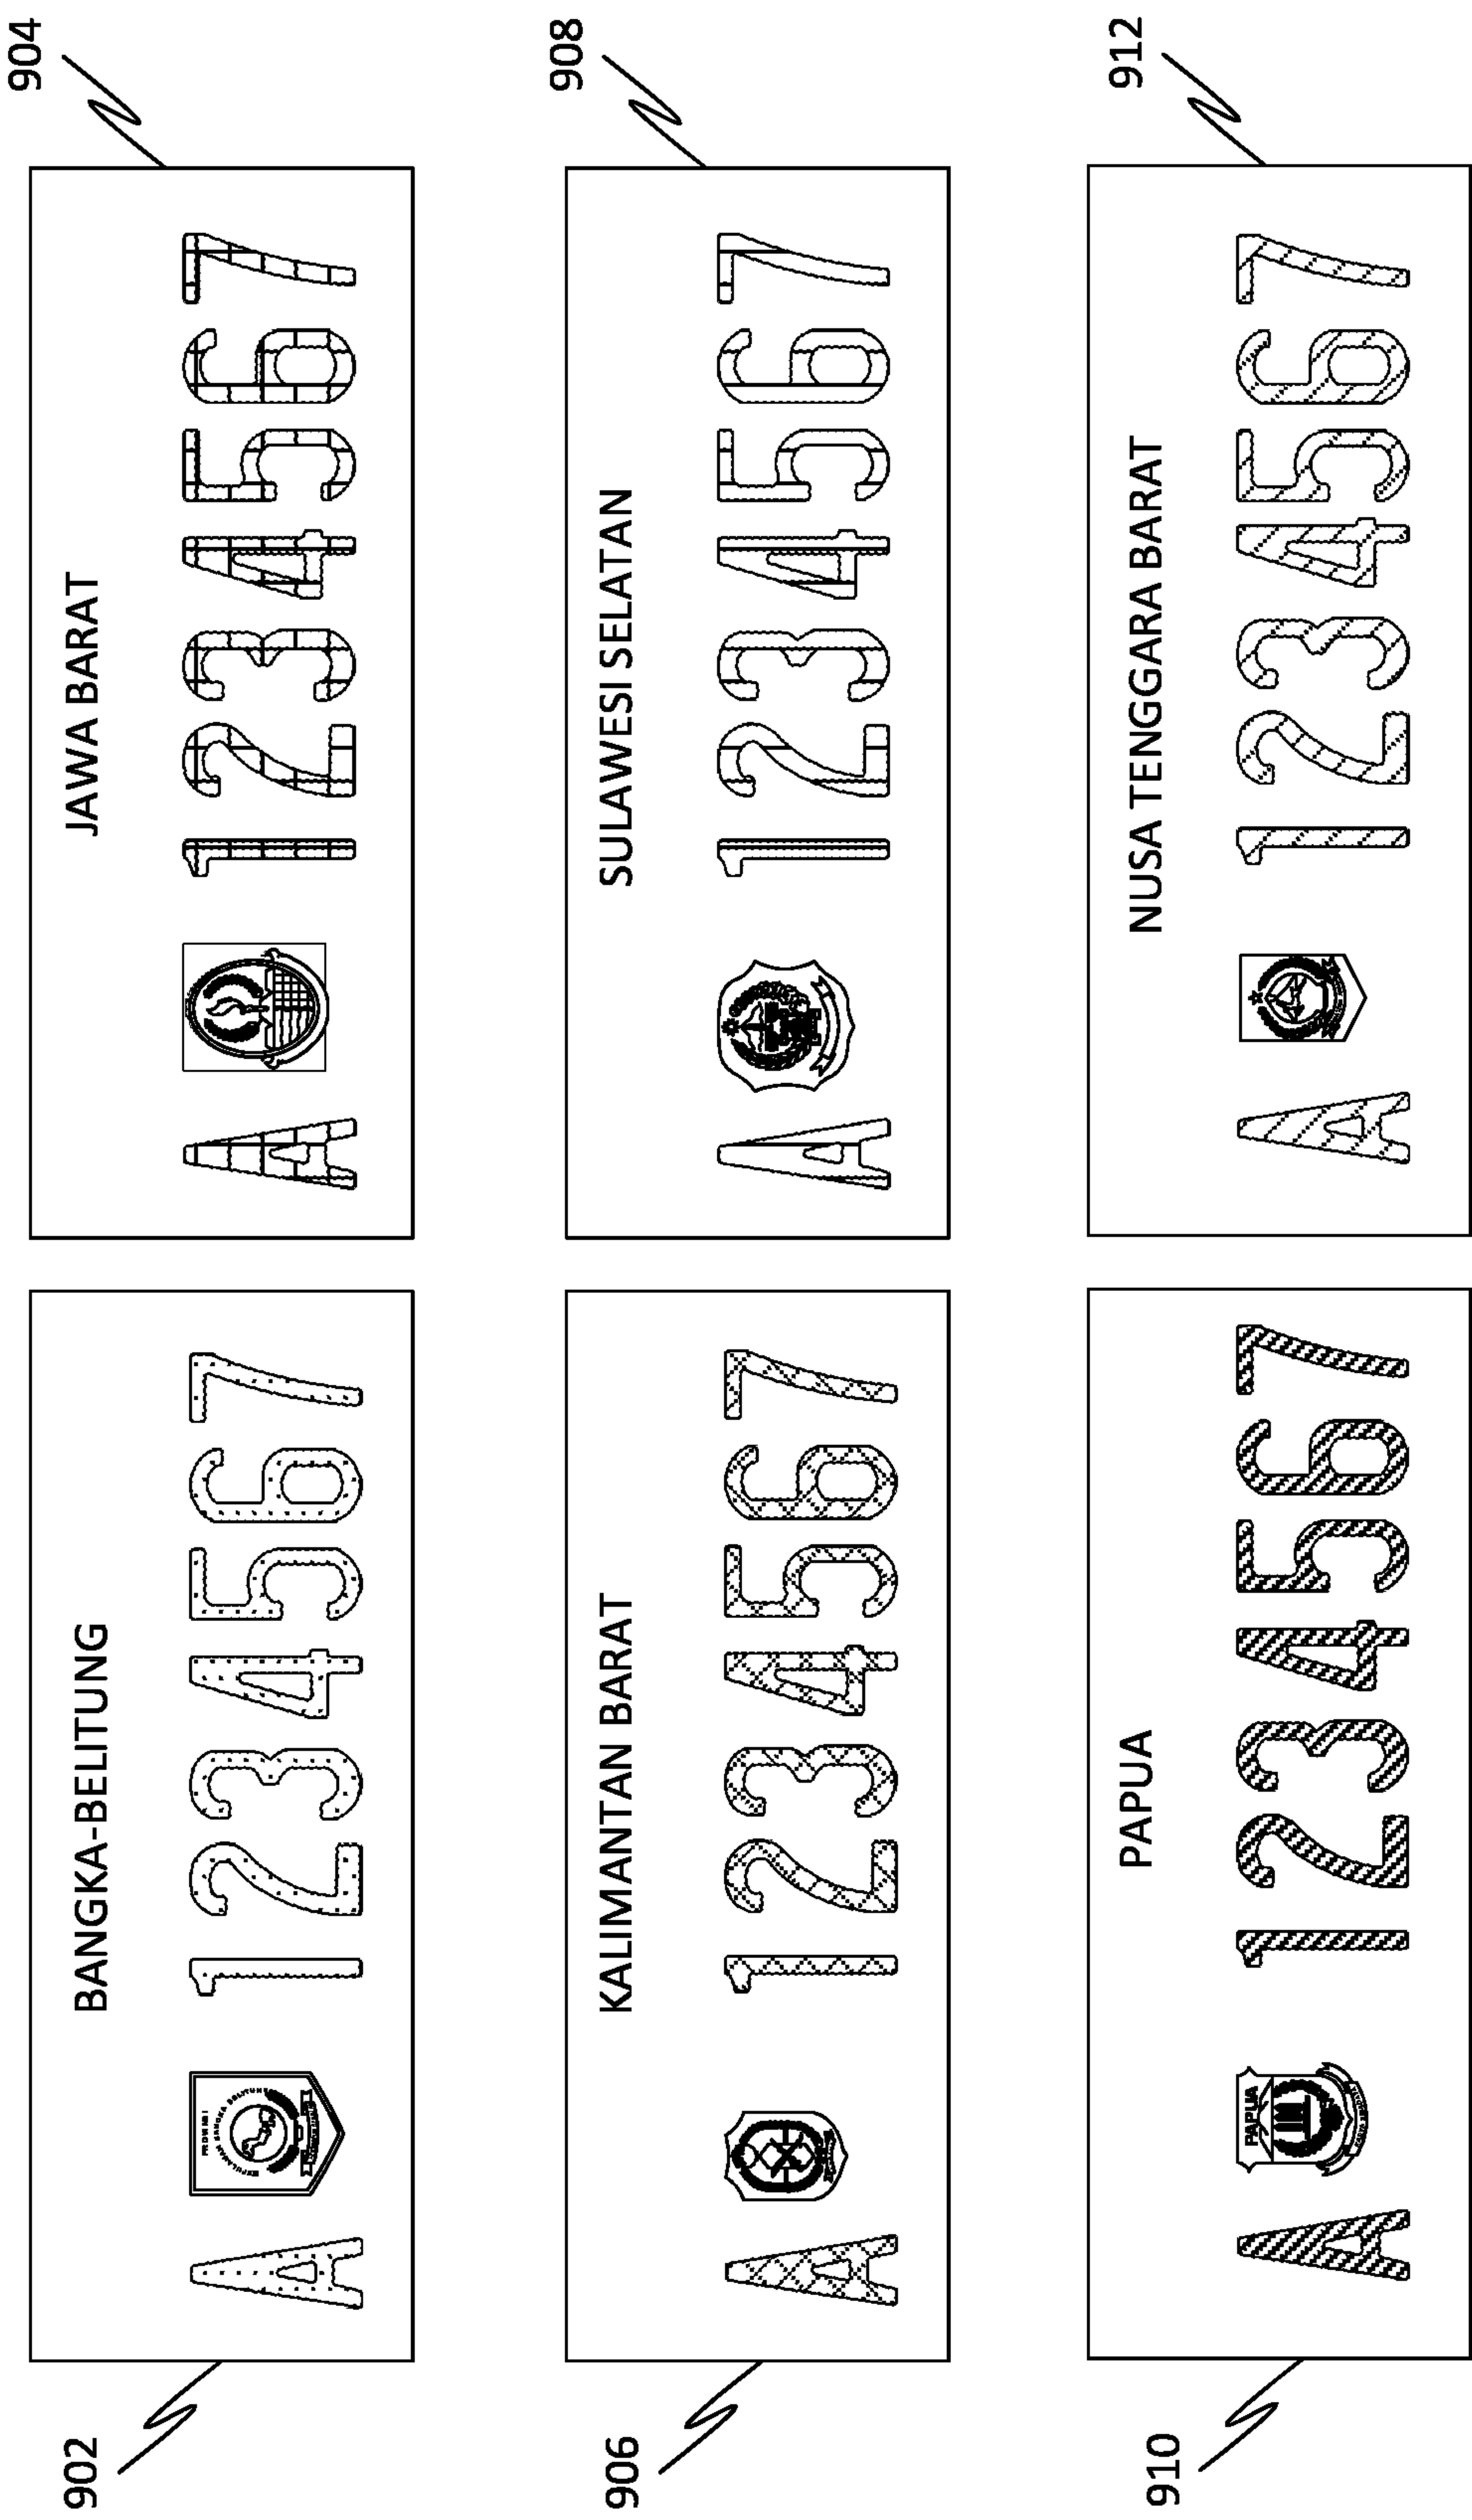 902
BANGKA-BELITUNG
A 1234567
904
JAWA BARAT
A 1234567
906
KALIMANTAN BARAT
A 1234567
908
SULAWESI SELATAN
A 1234567
910
PAPUA
A PAPUA 1234567
912
NUSA TENGGARA BARAT
A 1234567